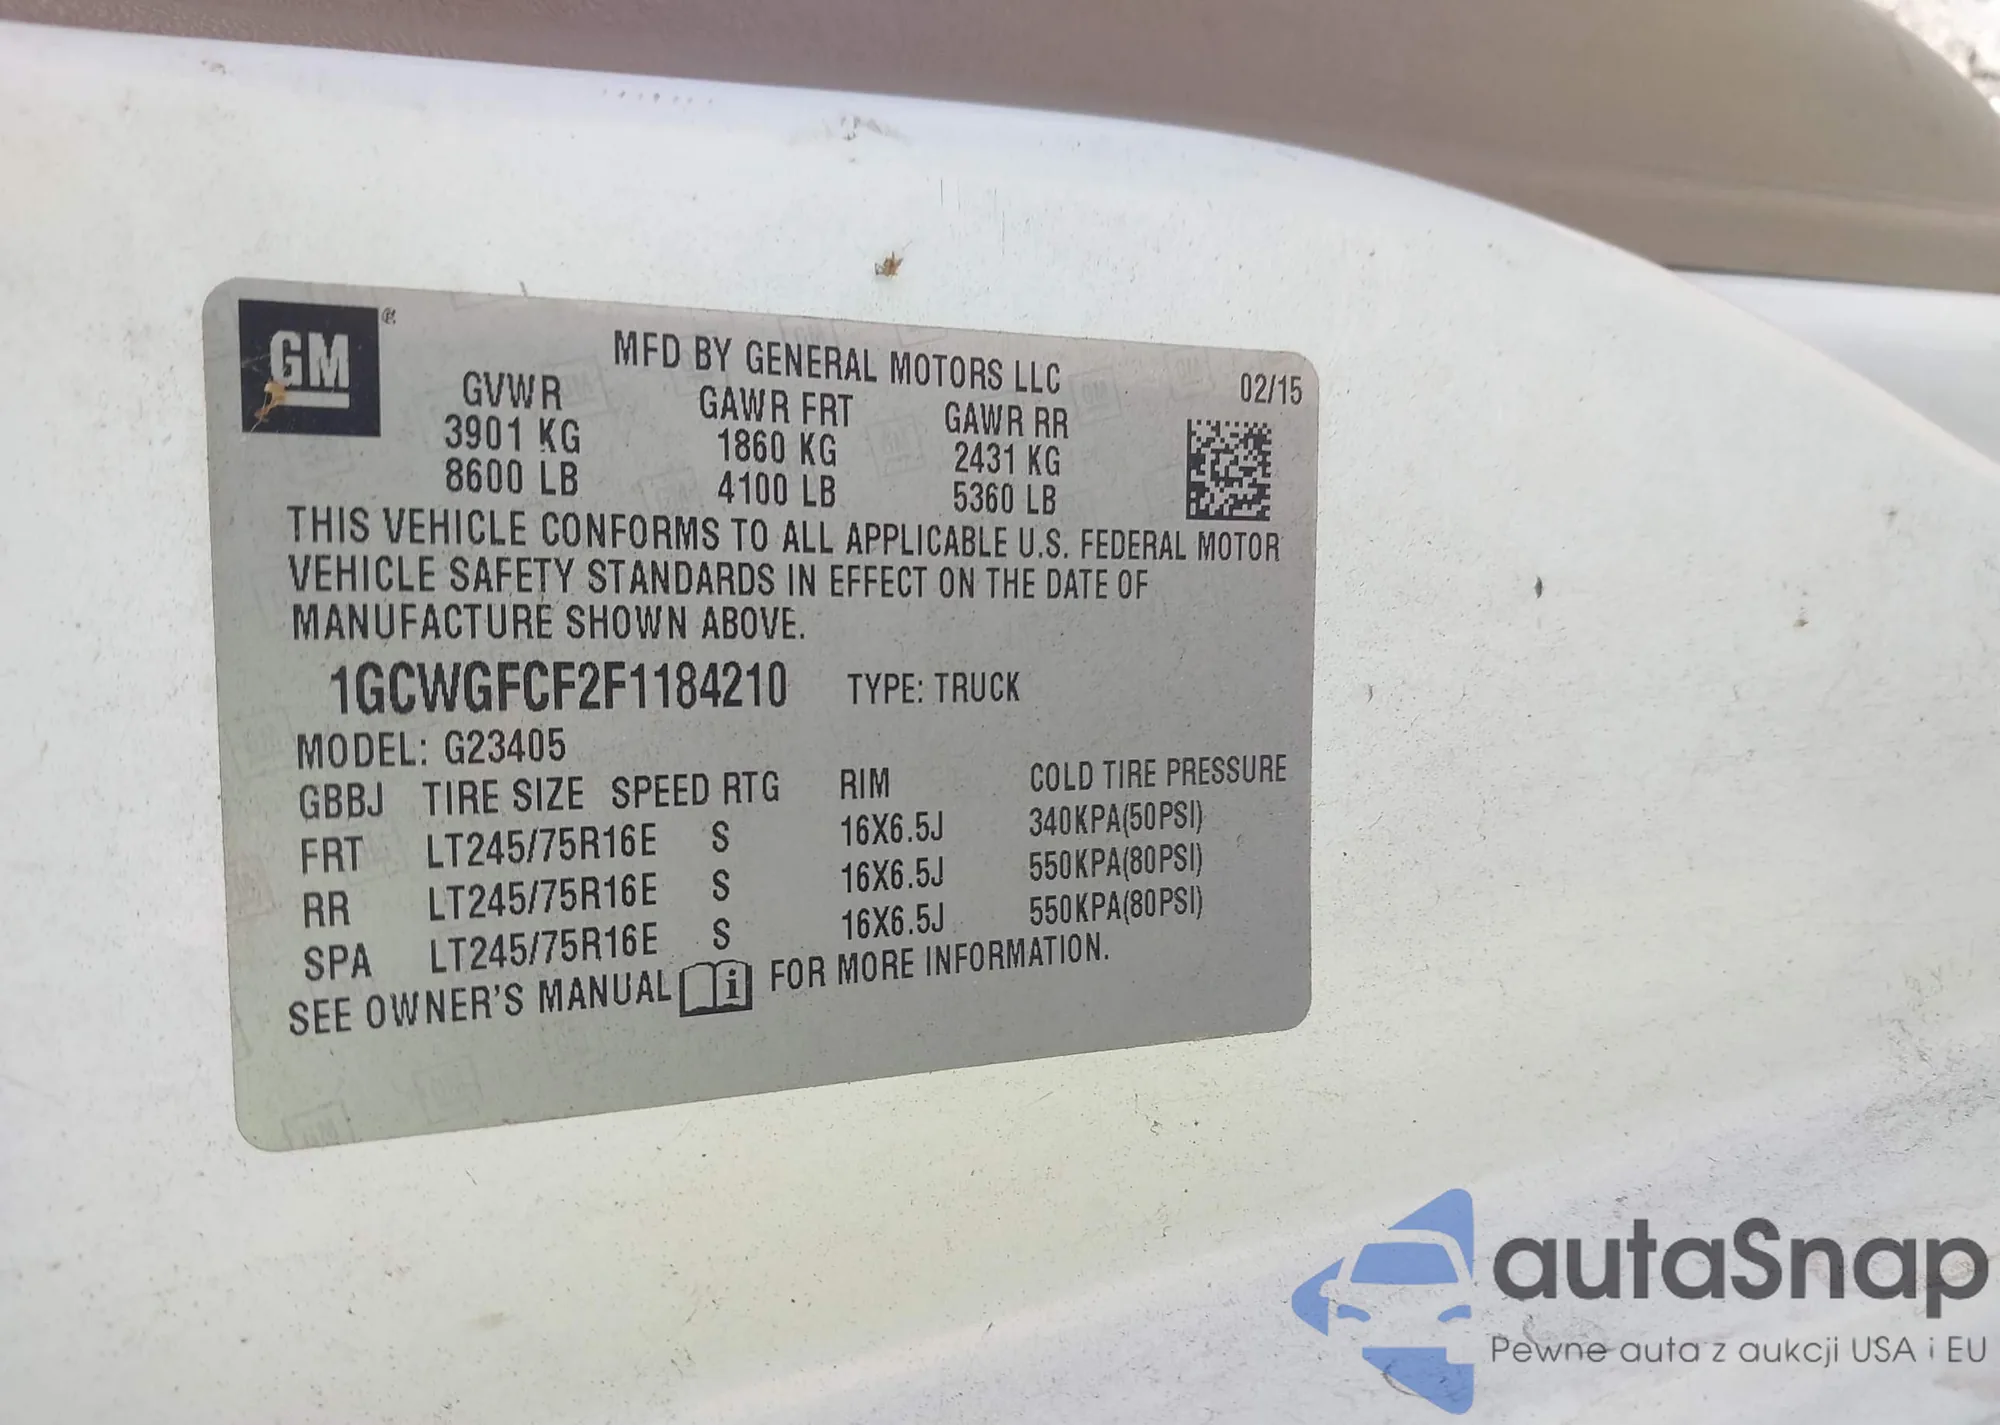 GM
MFD BY GENERAL MOTORS LLC
02/15
GVWR GAWR FRT GAWR RR
3901 KG 1860 KG 2431 KG
8600 LB 4100 LB 5360 LB
THIS VEHICLE CONFORMS TO ALL APPLICABLE U.S. FEDERAL MOTOR
VEHICLE SAFETY STANDARDS IN EFFECT ON THE DATE OF
MANUFACTURE SHOWN ABOVE.
1GCWGFCF2F1184210 TYPE: TRUCK
MODEL: G23405
GBBJ TIRE SIZE SPEED RTG RIM COLD TIRE PRESSURE
FRT LT245/75R16E S 16X6.5J 340KPA(50PSI)
RR LT245/75R16E S 16X6.5J 550KPA(80PSI)
SPA LT245/75R16E S 16X6.5J 550KPA(80PSI)
SEE OWNER'S MANUAL FOR MORE INFORMATION.
autaSnap
Pewne auta z aukcji USA i EU